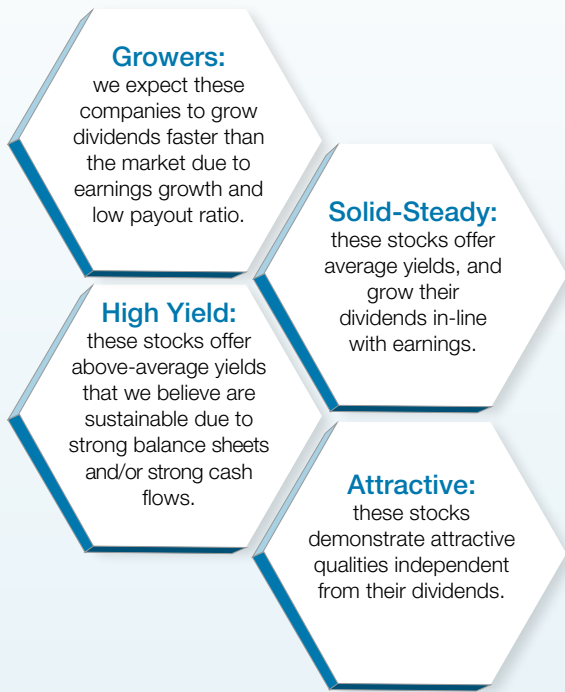 Growers:
we expect these
companies to grow
dividends faster than
the market due to
earnings growth and
low payout ratio.
Solid-Steady:
these stocks offer
average yields, and
grow their
dividends in-line
with earnings.
High Yield:
these stocks offer
above-average yields
that we believe are
sustainable due to
strong balance sheets
and/or strong cash
flows.
Attractive:
these stocks
demonstrate attractive
qualities independent
from their dividends.